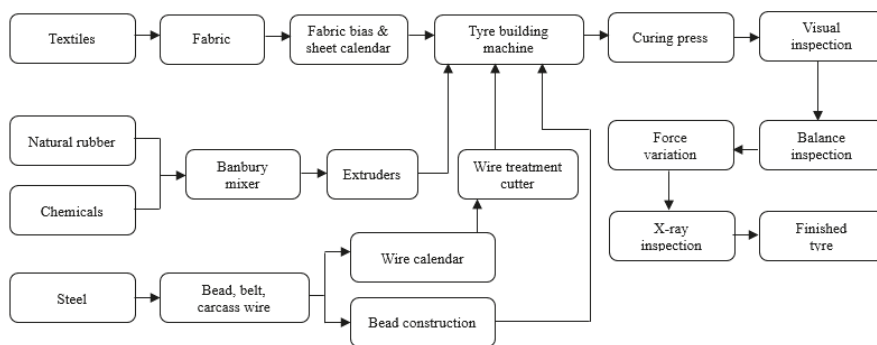 Textiles
Fabric
Fabric bias &
sheet calendar
Tyre building
machine
Curing press
Visual
inspection
Natural rubber
Chemicals
Banbury
mixer
Extruders
Wire treatment
cutter
Force
variation
Balance
inspection
X-ray
inspection
Finished
tyre
Steel
Bead, belt,
carcass wire
Wire calendar
Bead construction